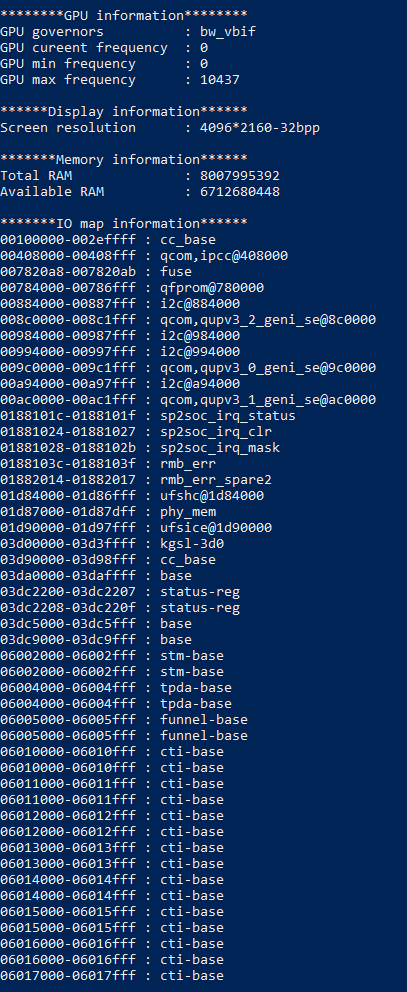 ********GPU information********
GPU governors          : bw_vbif
GPU cureent frequency  : 0
GPU min frequency      : 0
GPU max frequency      : 10437
******Display information******
Screen resolution      : 4096*2160-32bpp
*******Memory information******
Total RAM              : 8007995392
Available RAM          : 6712680448
*******IO map information******
00100000-002effff : cc_base
00408000-00408fff : qcom,ipcc@408000
007820a8-007820ab : fuse
00784000-00786fff : qfprom@780000
00884000-00887fff : i2c@884000
008c0000-008c1fff : qcom,qupv3_2_geni_se@8c0000
00984000-00987fff : i2c@984000
00994000-00997fff : i2c@994000
009c0000-009c1fff : qcom,qupv3_0_geni_se@9c0000
00a94000-00a97fff : i2c@a94000
00ac0000-00ac1fff : qcom,qupv3_1_geni_se@ac0000
0188101c-0188101f : sp2soc_irq_status
01881024-01881027 : sp2soc_irq_clr
01881028-0188102b : sp2soc_irq_mask
0188103c-0188103f : rmb_err
01882014-01882017 : rmb_err_spare2
01d84000-01d86fff : ufshc@1d84000
01d87000-01d87dff : phy_mem
01d90000-01d97fff : ufsice@1d90000
03d00000-03d3ffff : kgsl-3d0
03d90000-03d98fff : cc_base
03da0000-03daffff : base
03dc2200-03dc2207 : status-reg
03dc2208-03dc220f : status-reg
03dc5000-03dc5fff : base
03dc9000-03dc9fff : base
06002000-06002fff : stm-base
06002000-06002fff : stm-base
06004000-06004fff : tpda-base
06004000-06004fff : tpda-base
06005000-06005fff : funnel-base
06005000-06005fff : funnel-base
06010000-06010fff : cti-base
06010000-06010fff : cti-base
06011000-06011fff : cti-base
06011000-06011fff : cti-base
06012000-06012fff : cti-base
06012000-06012fff : cti-base
06013000-06013fff : cti-base
06013000-06013fff : cti-base
06014000-06014fff : cti-base
06014000-06014fff : cti-base
06015000-06015fff : cti-base
06015000-06015fff : cti-base
06016000-06016fff : cti-base
06016000-06016fff : cti-base
06017000-06017fff : cti-base